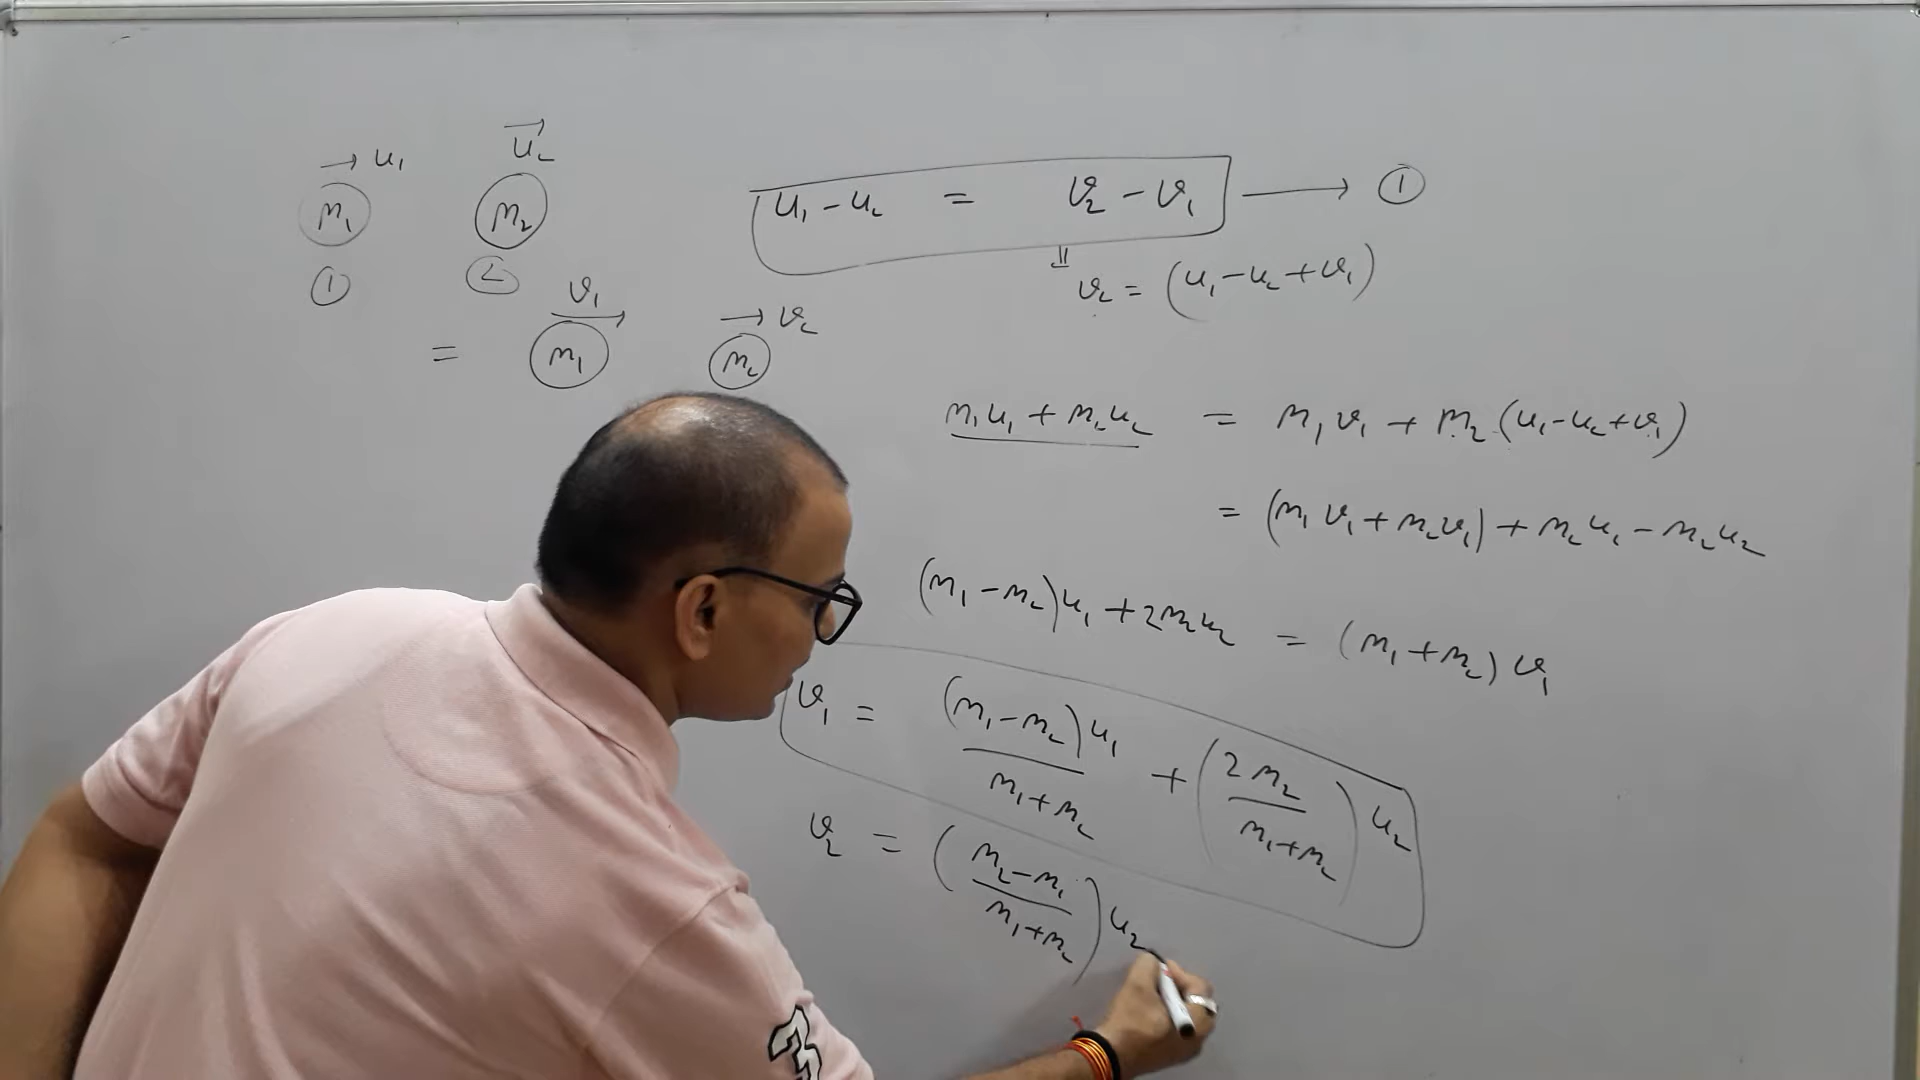 → u₁
u₂
m₁ m₂
① ②
u₁ - u₂ = v₂ - v₁ → ①
⇓
v₂ = (u₁ - u₂ + v₁)
v₁ → v₂
= m₁ m₂
m₁u₁ + m₂u₂ = m₁v₁ + m₂(u₁ - u₂ + v₁)
= (m₁v₁ + m₂v₁) + m₂u₁ - m₂u₂
(m₁ - m₂)u₁ + 2m₂u₂ = (m₁ + m₂)v₁
v₁ = (m₁ - m₂)u₁ / m₁ + m₂ + (2m₂ / m₁ + m₂) u₂
v₂ = (m₂ - m₁ / m₁ + m₂) u₂
3